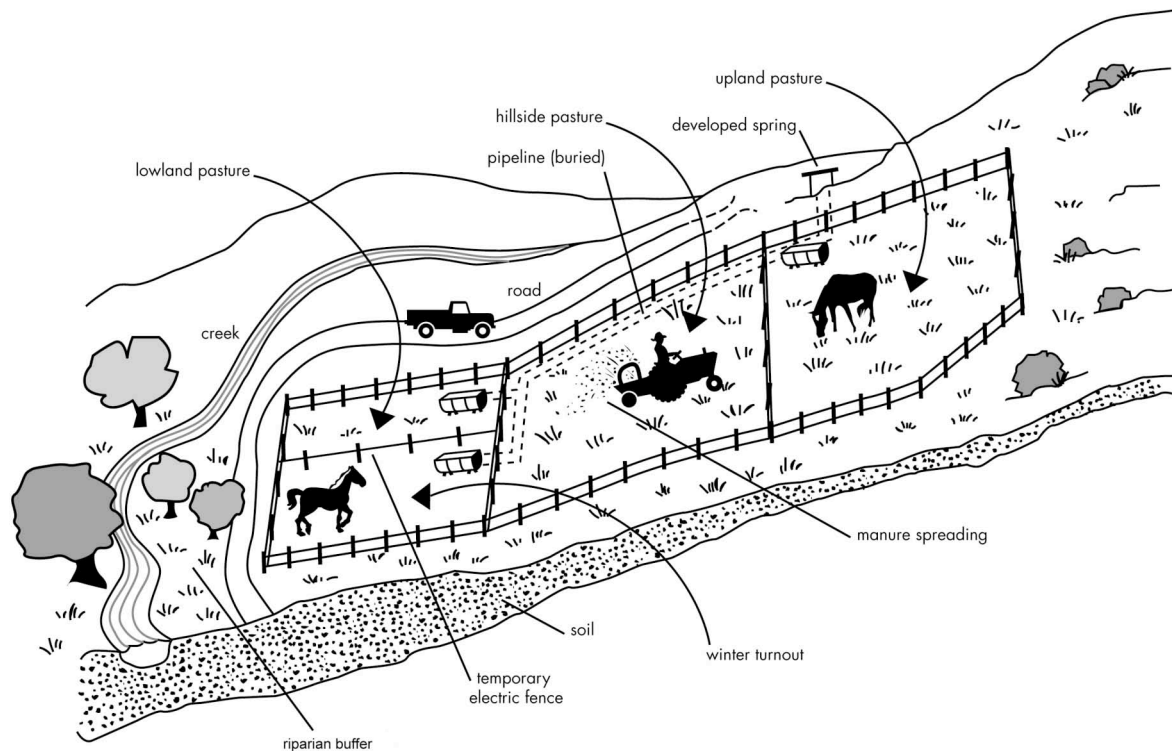 upland pasture
hillside pasture
developed spring
pipeline (buried)
lowland pasture
road
creek
manure spreading
soil
winter turnout
temporary
electric fence
riparian buffer